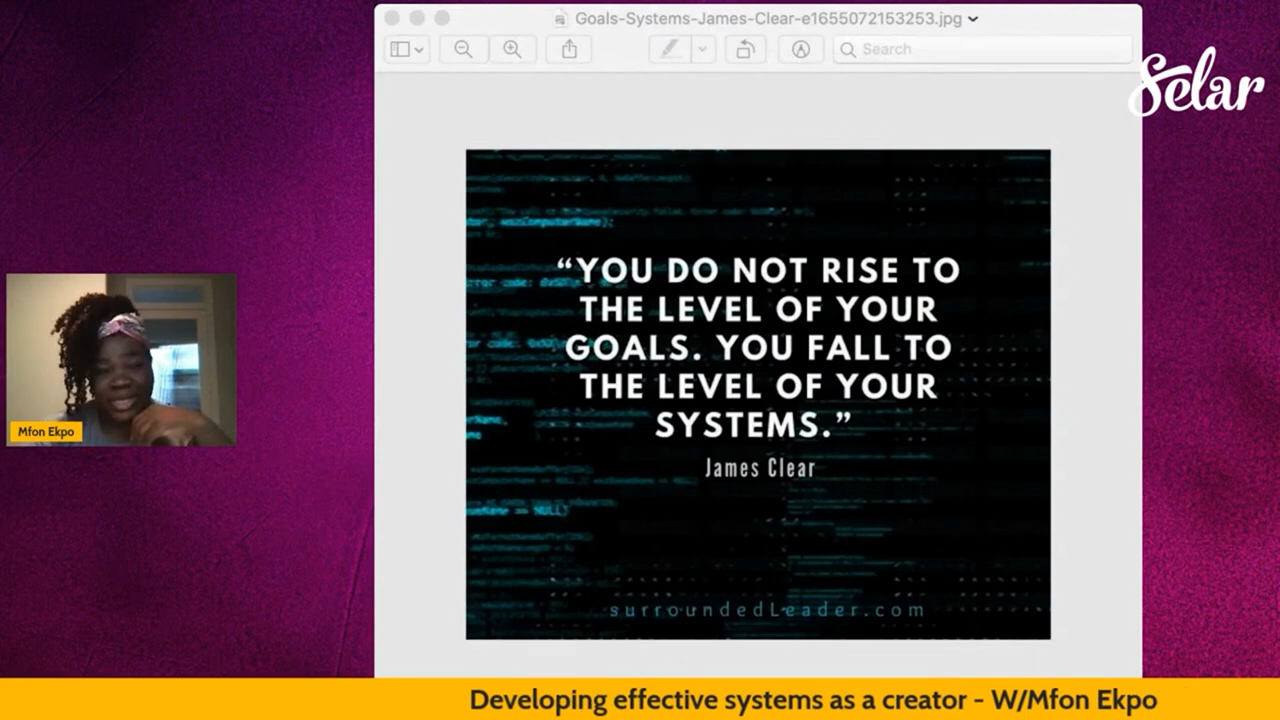 Goals-Systems-James-Clear-e1655072153253.jpg
Search
Selar
“YOU DO NOT RISE TO
THE LEVEL OF YOUR
GOALS. YOU FALL TO
THE LEVEL OF YOUR
SYSTEMS.”
James Clear
surroundedLeader.com
Mfon Ekpo
Developing effective systems as a creator - W/Mfon Ekpo